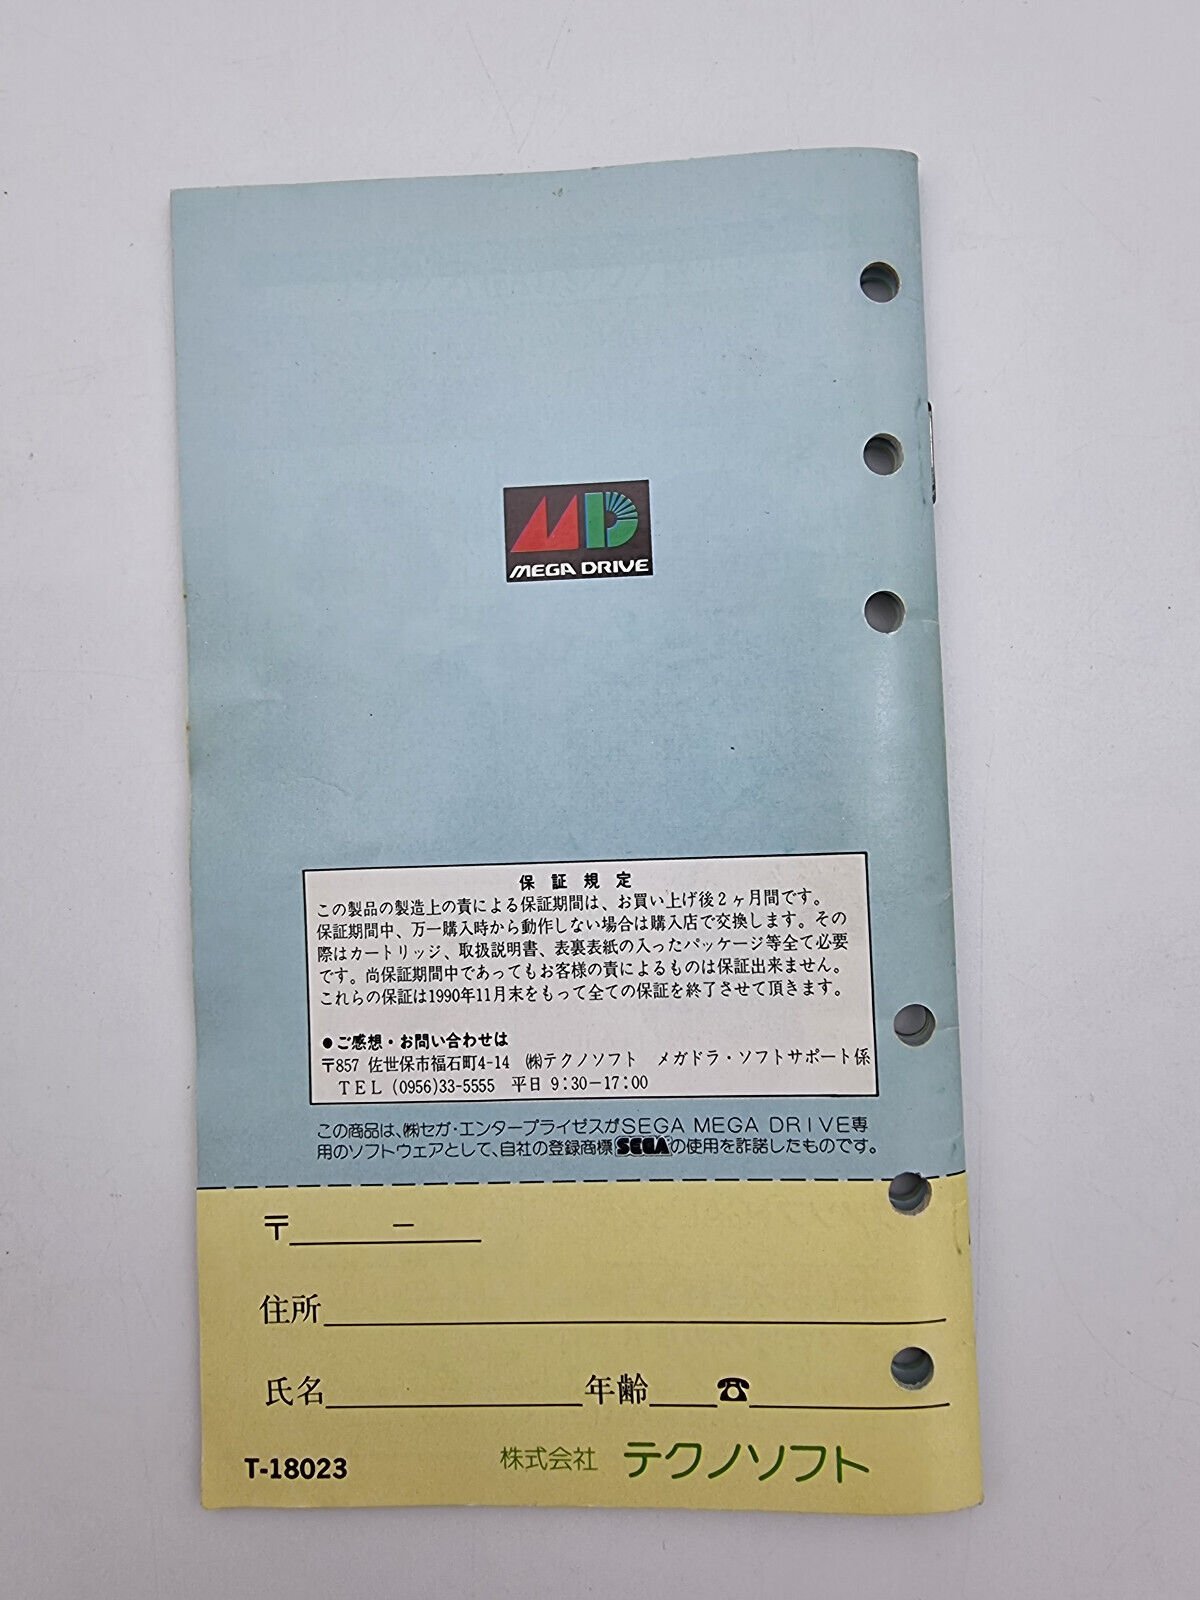 MD
MEGA DRIVE
保証規定
この製品の製造上の責による保証期間は、お買い上げ後2ヶ月間です。
保証期間中、万一購入時から動作しない場合は購入店で交換します。その
際はカートリッジ、取扱説明書、表裏表紙の入ったパッケージ等全て必要
です。尚保証期間中であってもお客様の責によるものは保証出来ません。
これらの保証は1990年11月末をもって全ての保証を終了させて頂きます。
●ご感想・お問い合わせは
〒857 佐世保市福石町4-14 ㈱テクノソフト メガドラ・ソフトサポート係
TEL (0956)33-5555 平日 9:30−17:00
この商品は、㈱セガ・エンタープライゼスがSEGA MEGA DRIVE専
用のソフトウェアとして、自社の登録商標SEGAの使用を許諾したものです。
〒 −
住所
氏名 年齢 ☎
T-18023 株式会社 テクノソフト